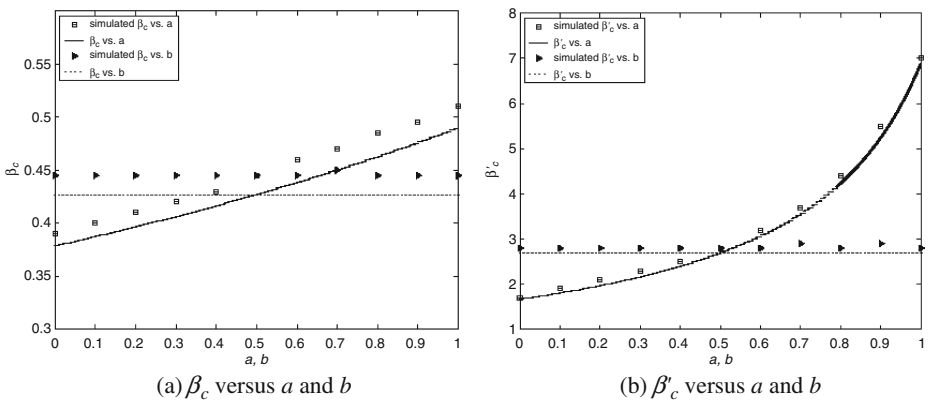 simulated β_c vs. a
β_c vs. a
simulated β_c vs. b
β_c vs. b
0.55
0.5
0.45
0.4
0.35
0.3
β_c
0 0.1 0.2 0.3 0.4 0.5 0.6 0.7 0.8 0.9 1
a, b
(a) β_c versus a and b
simulated β'_c vs. a
β'_c vs. a
simulated β'_c vs. b
β'_c vs. b
8
7
6
5
4
3
2
1
β'_c
0 0.1 0.2 0.3 0.4 0.5 0.6 0.7 0.8 0.9 1
a, b
(b) β'_c versus a and b